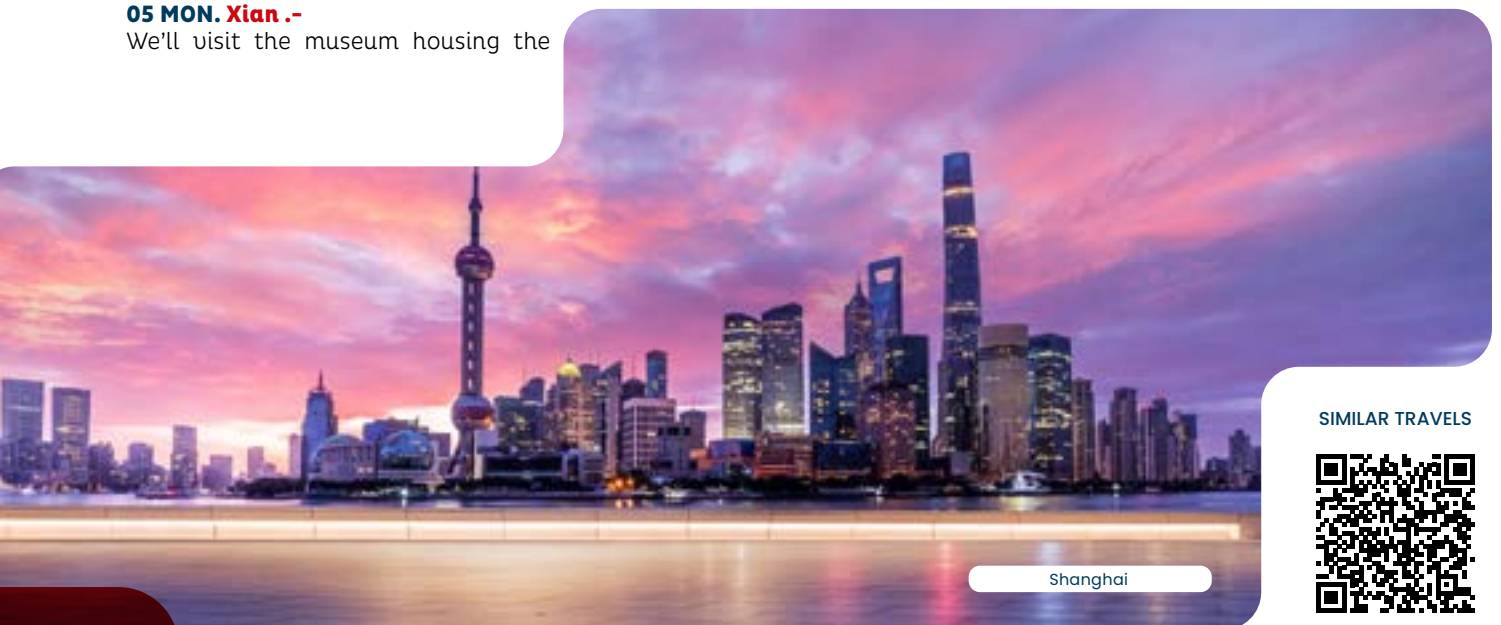 05 MON. Xian .-
We’ll visit the museum housing the
SIMILAR TRAVELS
Shanghai